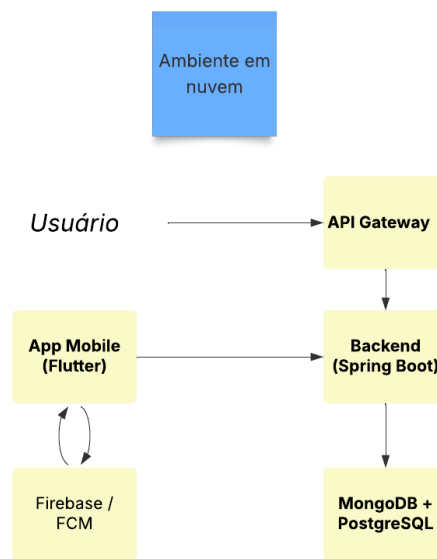 Ambiente em
nuvem
Usuário
API Gateway
App Mobile
(Flutter)
Backend
(Spring Boot)
Firebase /
FCM
MongoDB +
PostgreSQL